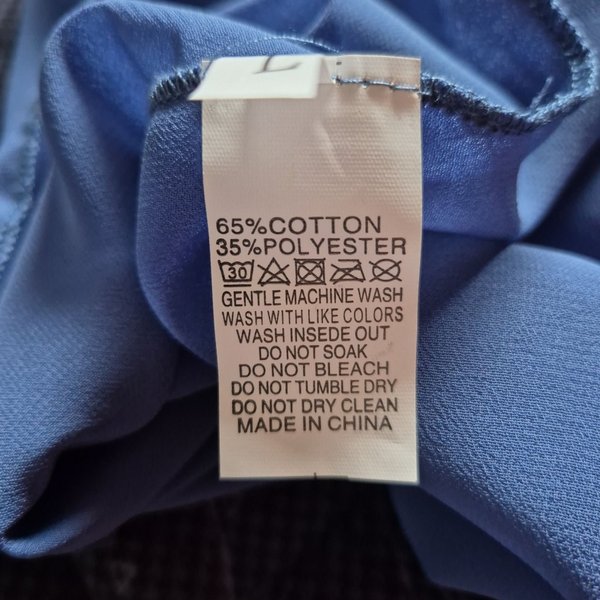 L
65%COTTON
35%POLYESTER
30
GENTLE MACHINE WASH
WASH WITH LIKE COLORS
WASH INSEDE OUT
DO NOT SOAK
DO NOT BLEACH
DO NOT TUMBLE DRY
DO NOT DRY CLEAN
MADE IN CHINA